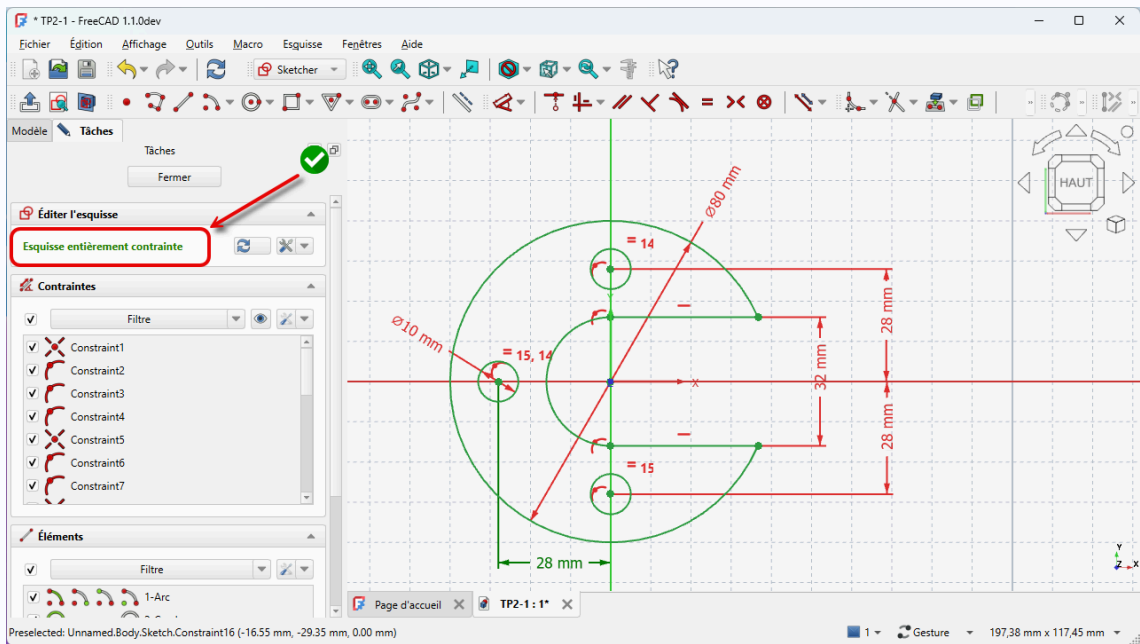 * TP2-1 - FreeCAD 1.1.0dev
Fichier Édition Affichage Outils Macro Esquisse Fenêtres Aide
Sketcher
Modèle Tâches
Tâches
Fermer
Éditer l'esquisse
Esquisse entièrement contrainte
Contraintes
Filtre
Constraint1
Constraint2
Constraint3
Constraint4
Constraint5
Constraint6
Constraint7
Éléments
Filtre
1-Arc
HAUT
Ø80 mm
= 14
Ø10 mm
= 15, 14
28 mm
32 mm
28 mm
= 15
28 mm
X
Y
Y
Z X
Page d'accueil TP2-1 : 1*
Preselected: Unnamed.Body.Sketch.Constraint16 (-16.55 mm, -29.35 mm, 0.00 mm) 1 Gesture 197,38 mm x 117,45 mm